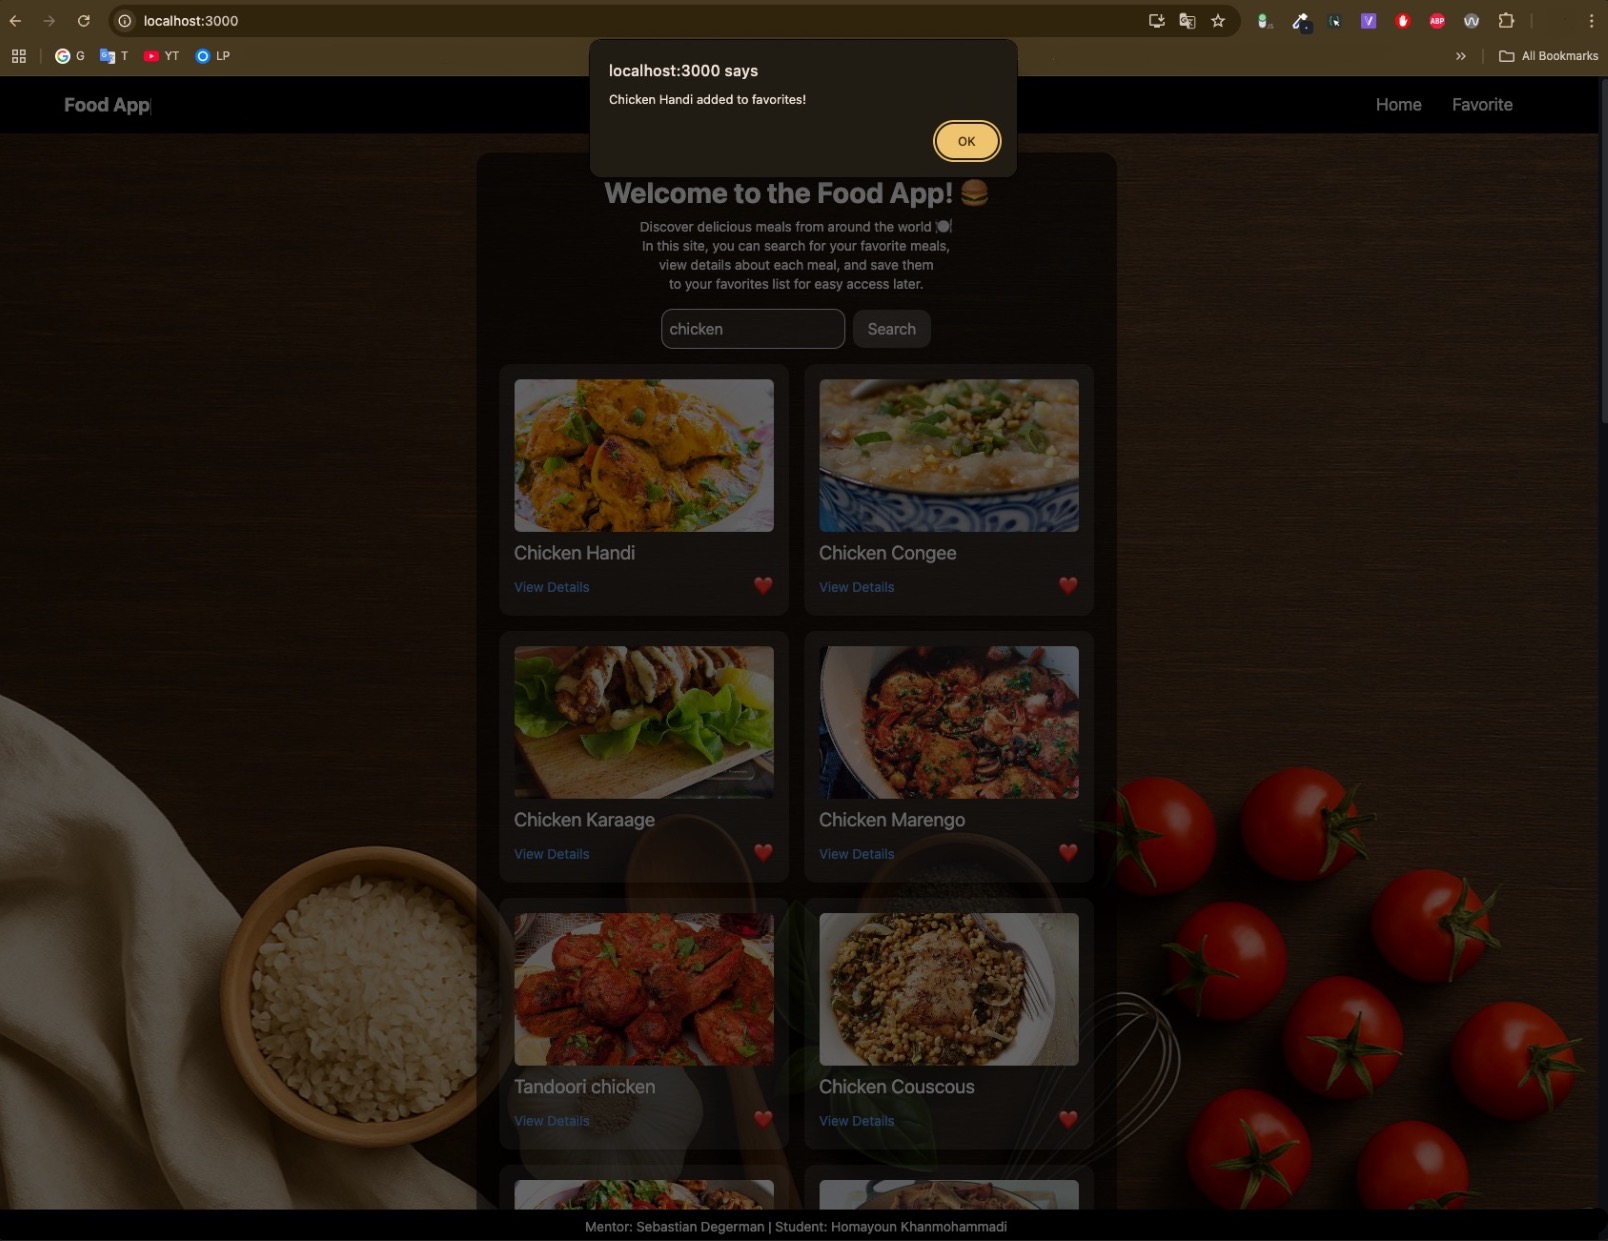 localhost:3000
G
T
YT
LP
All Bookmarks
localhost:3000 says
Chicken Handi added to favorites!
OK
Food App
Home
Favorite
Welcome to the Food App! 🍔
Discover delicious meals from around the world 🍽️
In this site, you can search for your favorite meals,
view details about each meal, and save them
to your favorites list for easy access later.
chicken
Search
Chicken Handi
View Details
Chicken Congee
View Details
Chicken Karaage
View Details
Chicken Marengo
View Details
Tandoori chicken
View Details
Chicken Couscous
View Details
Mentor: Sebastian Degerman | Student: Homayoun Khanmohammadi